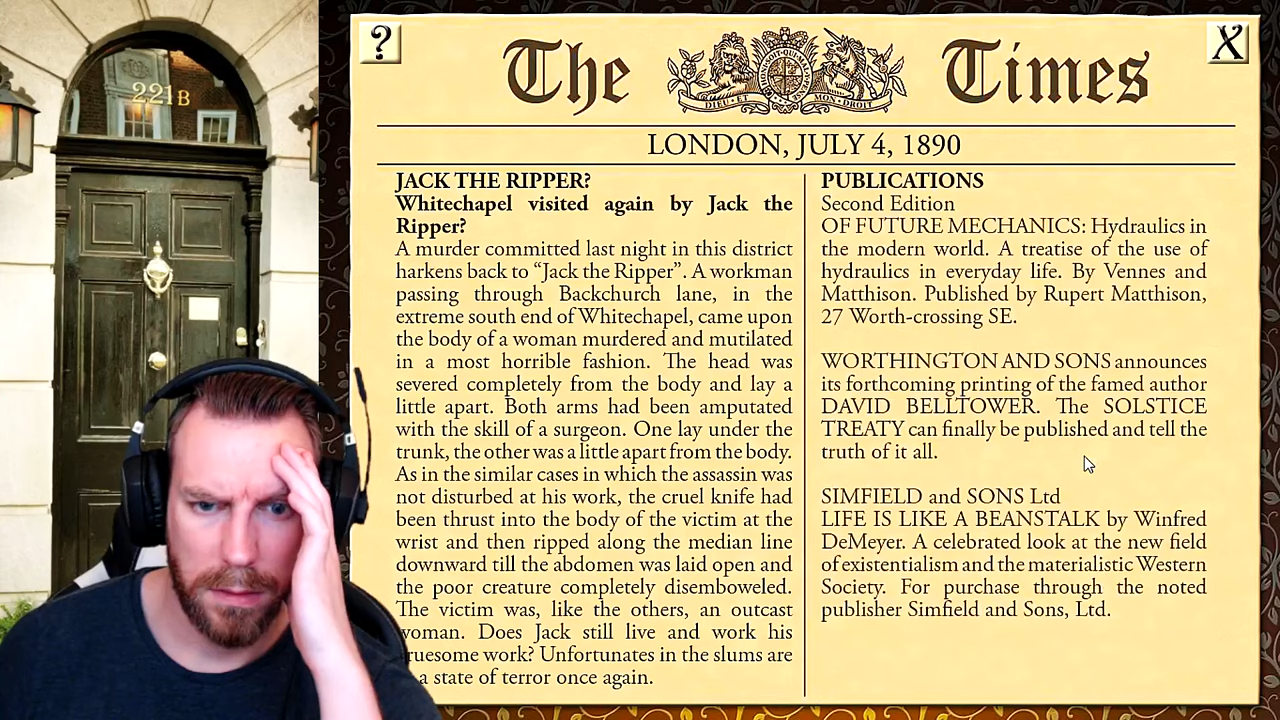 221B
?
The Times
X
DIEU · ET MON · DROIT
LONDON, JULY 4, 1890
JACK THE RIPPER?
Whitechapel visited again by Jack the
Ripper?
A murder committed last night in this district
harkens back to “Jack the Ripper”. A workman
passing through Backchurch lane, in the
extreme south end of Whitechapel, came upon
the body of a woman murdered and mutilated
in a most horrible fashion. The head was
severed completely from the body and lay a
little apart. Both arms had been amputated
with the skill of a surgeon. One lay under the
trunk, the other was a little apart from the body.
As in the similar cases in which the assassin was
not disturbed at his work, the cruel knife had
been thrust into the body of the victim at the
wrist and then ripped along the median line
downward till the abdomen was laid open and
the poor creature completely disemboweled.
The victim was, like the others, an outcast
woman. Does Jack still live and work his
ruesome work? Unfortunates in the slums are
a state of terror once again.
PUBLICATIONS
Second Edition
OF FUTURE MECHANICS: Hydraulics in
the modern world. A treatise of the use of
hydraulics in everyday life. By Vennes and
Matthison. Published by Rupert Matthison,
27 Worth-crossing SE.
WORTHINGTON AND SONS announces
its forthcoming printing of the famed author
DAVID BELLTOWER. The SOLSTICE
TREATY can finally be published and tell the
truth of it all.
SIMFIELD and SONS Ltd
LIFE IS LIKE A BEANSTALK by Winfred
DeMeyer. A celebrated look at the new field
of existentialism and the materialistic Western
Society. For purchase through the noted
publisher Simfield and Sons, Ltd.